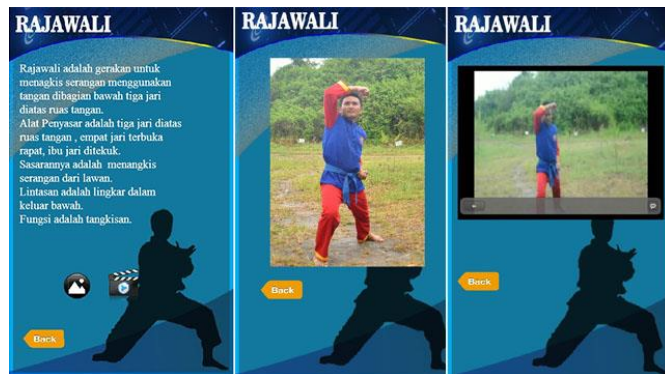 RAJAWALI
Rajawali adalah gerakan untuk
menagkis serangan menggunakan
tangan dibagian bawah tiga jari
diatas ruas tangan.
Alat Penyasar adalah tiga jari diatas
ruas tangan , empat jari terbuka
rapat, ibu jari ditekuk.
Sasarannya adalah menangkis
serangan dari lawan.
Lintasan adalah lingkar dalam
keluar bawah.
Fungsi adalah tangkisan.
Back
RAJAWALI
Back
RAJAWALI
Back